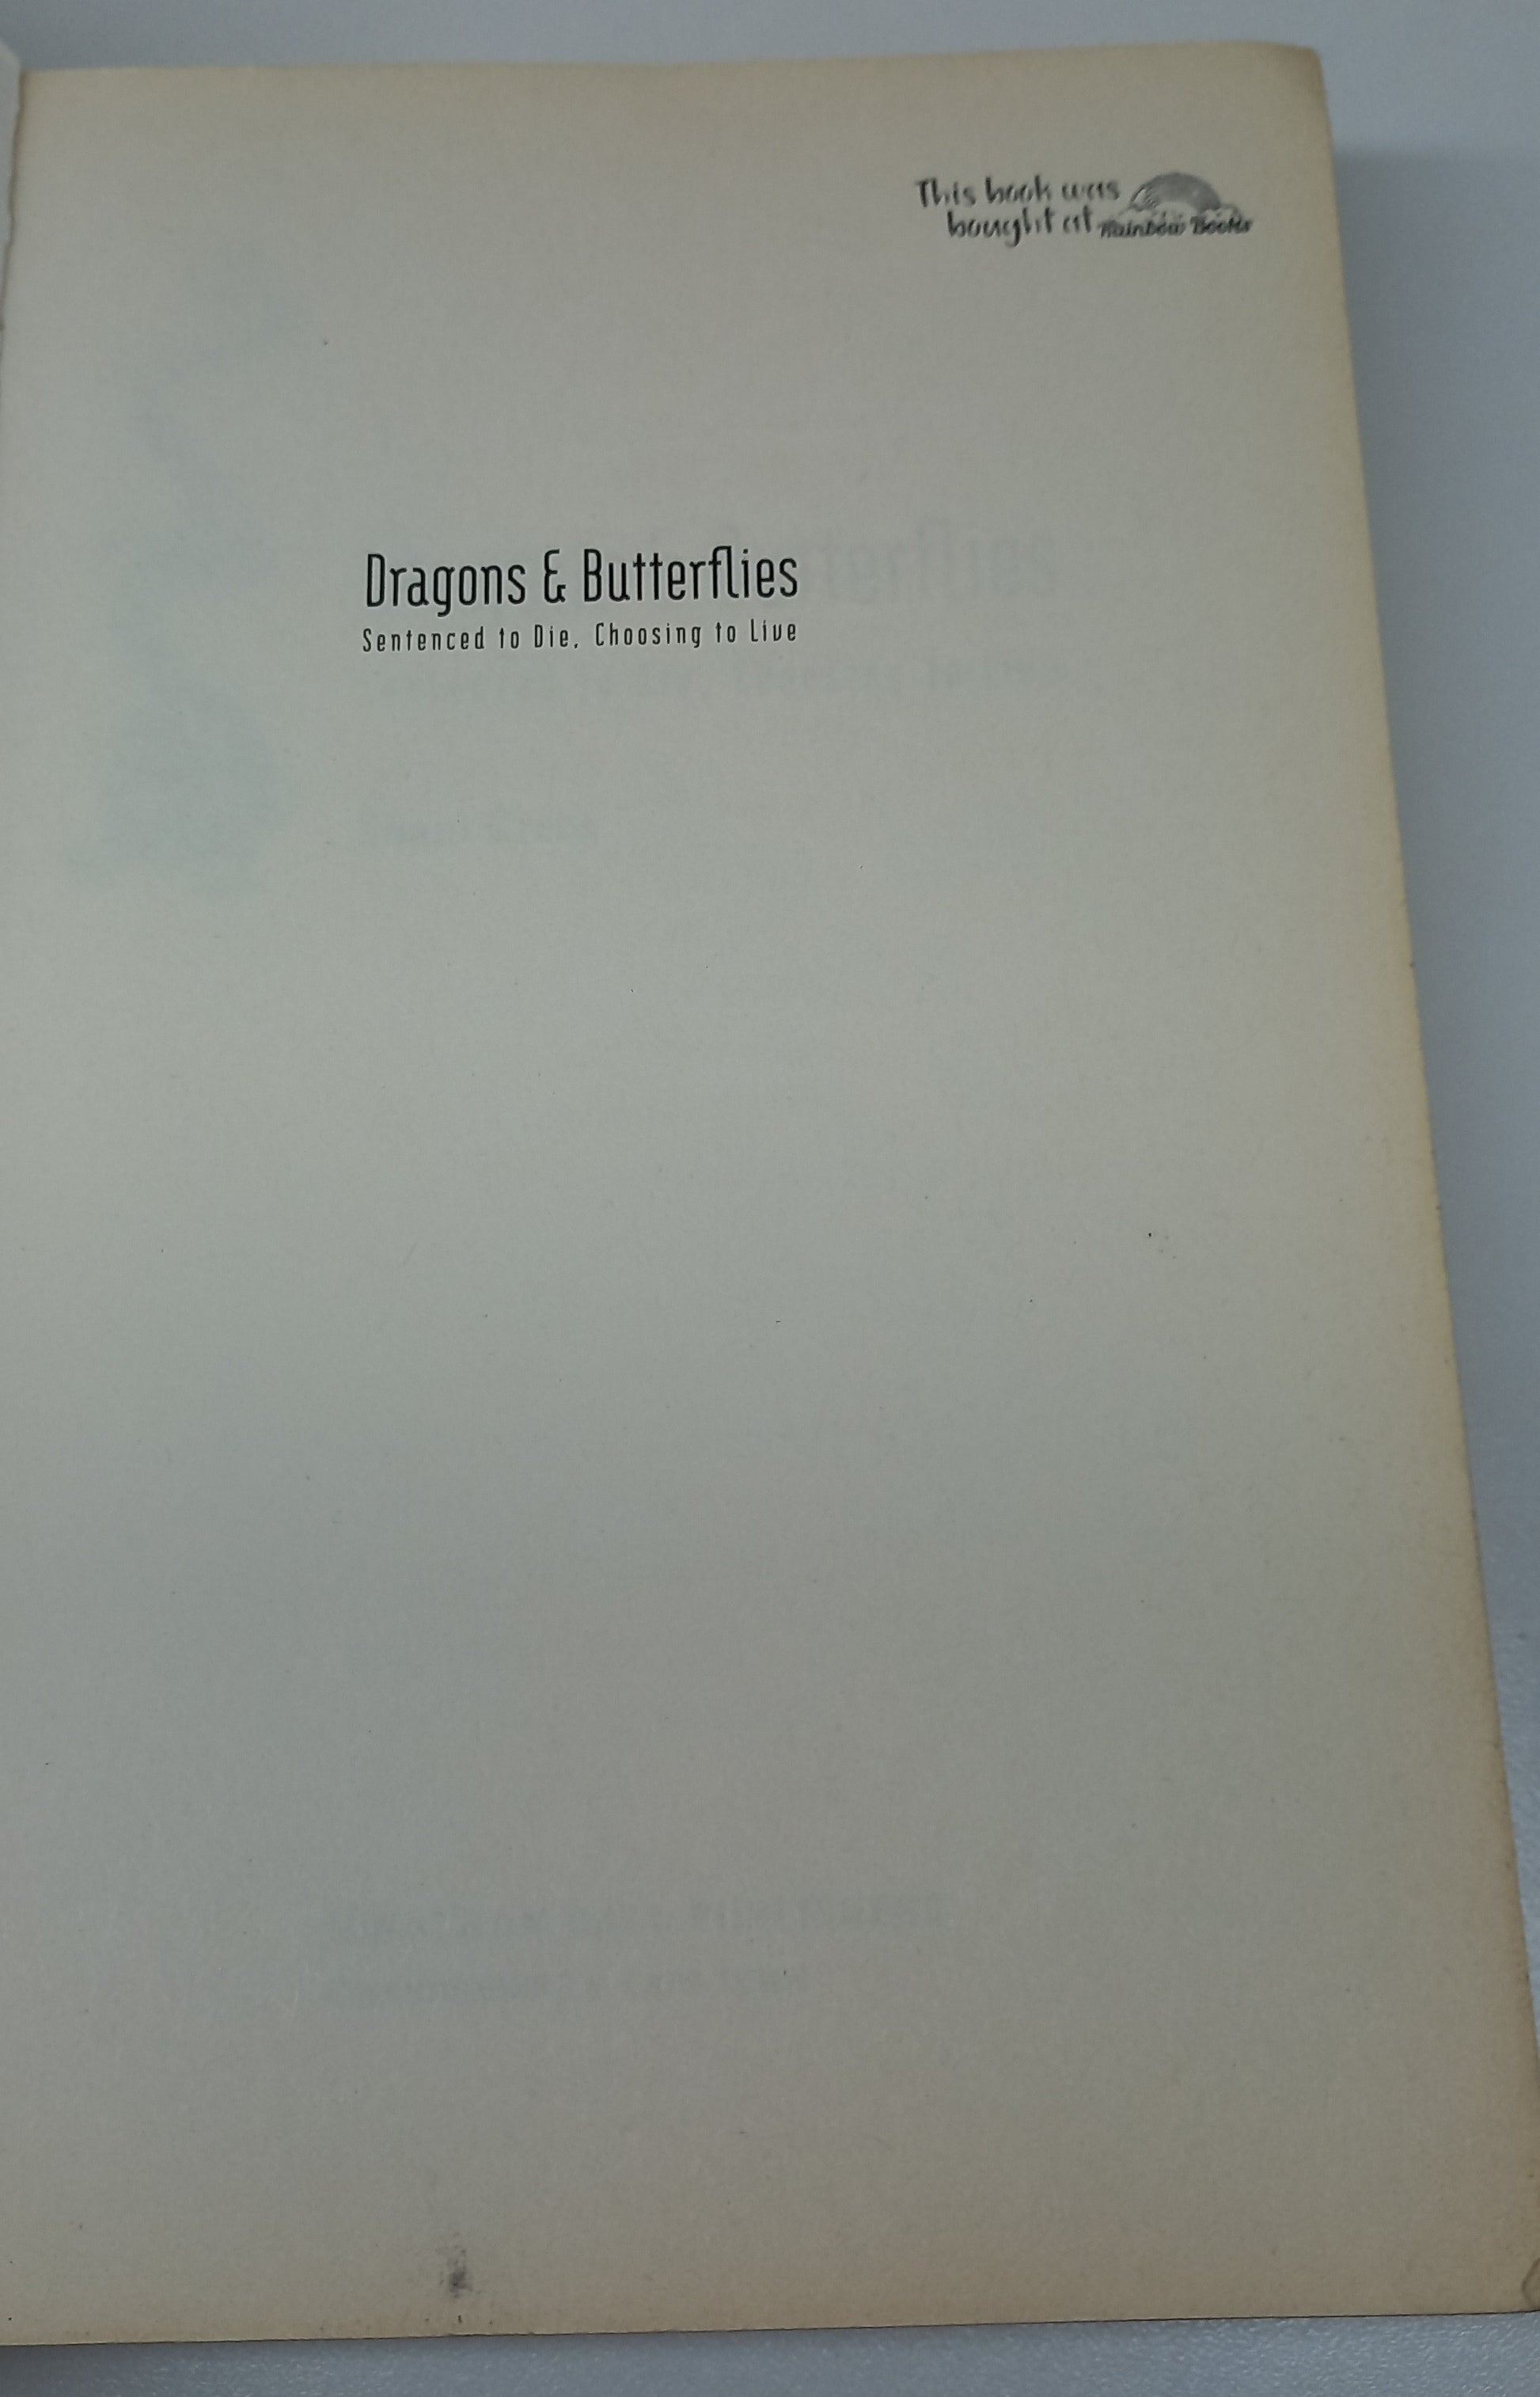 This book was
bought at Rainbow Books
Dragons & Butterflies
Sentenced to Die, Choosing to Live